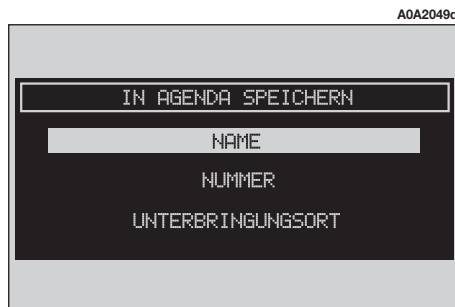 A0A2049c
IN AGENDA SPEICHERN
NAME
NUMMER
UNTERBRINGUNGSORT